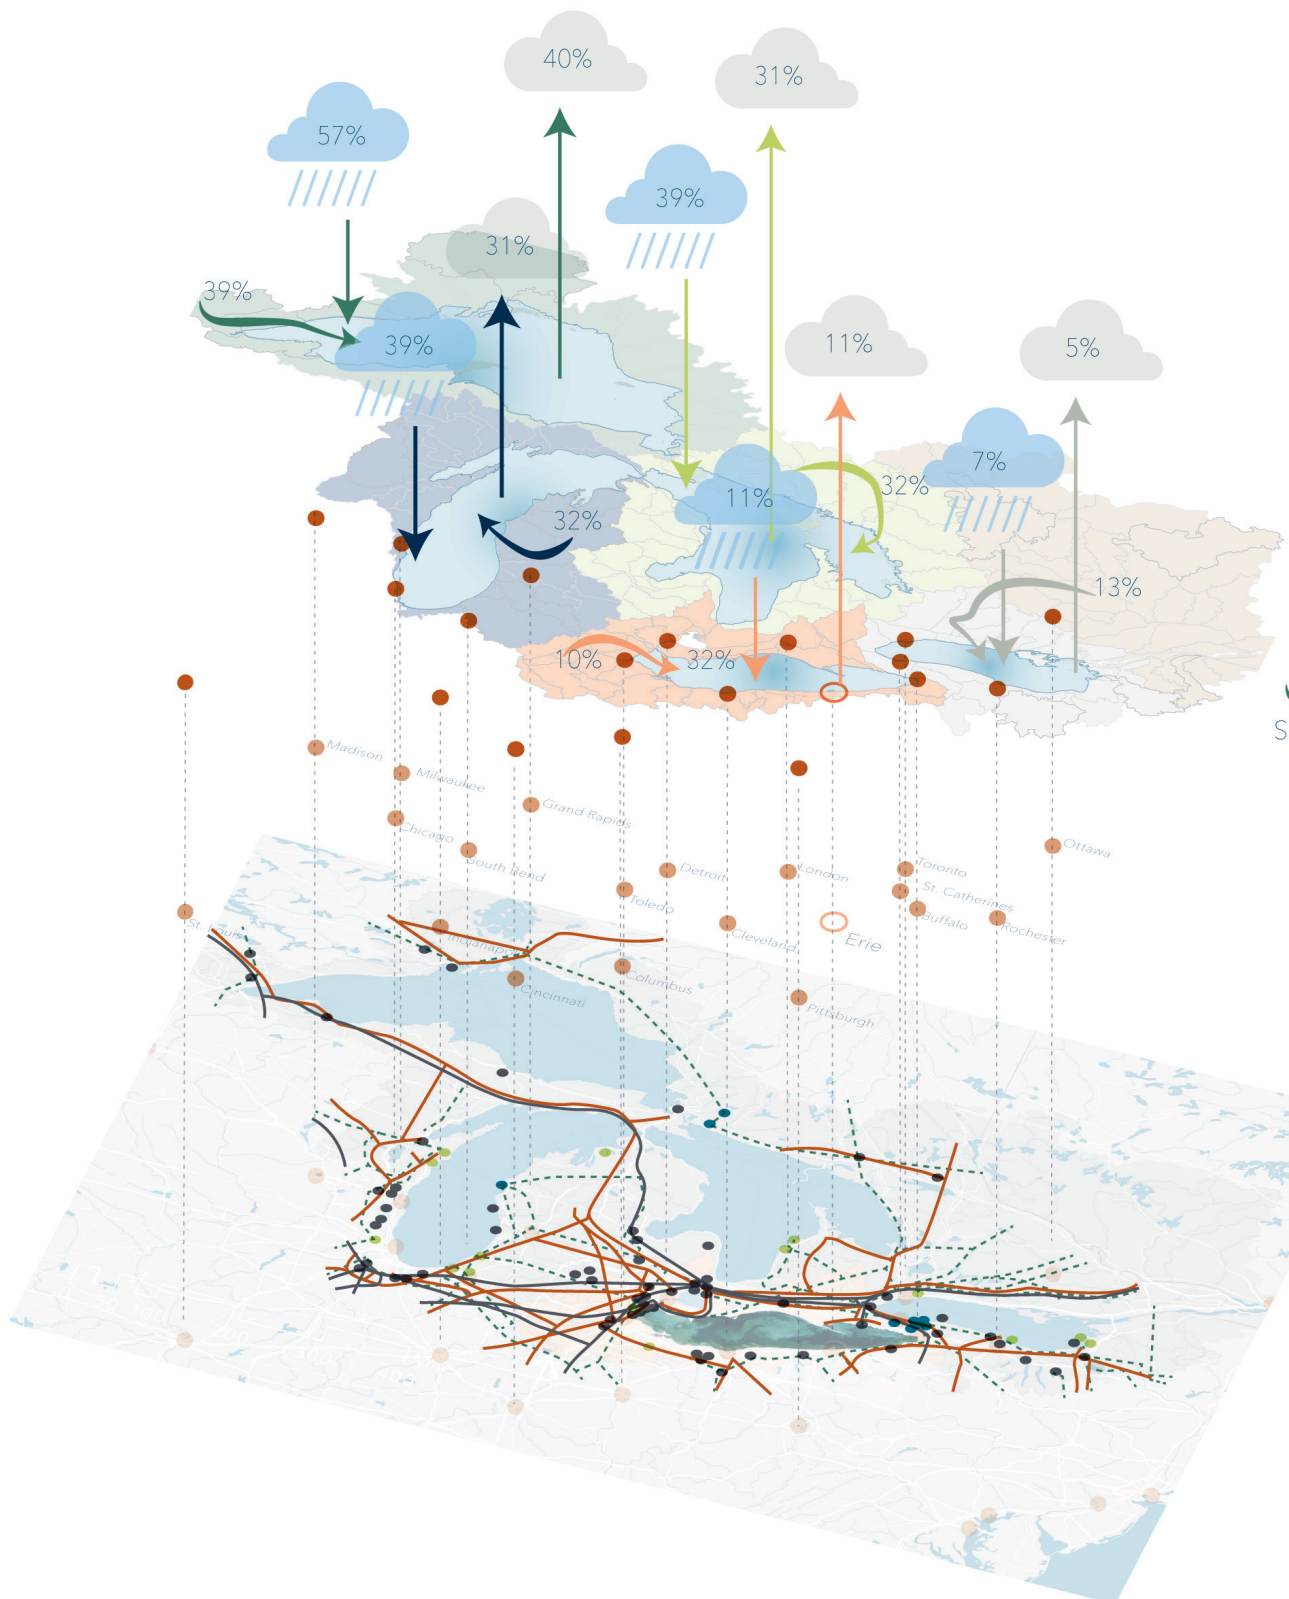 40%
31%
57%
39%
31%
39%
39%
11%
5%
7%
11%
32%
32%
13%
10%
32%
S
Madison
Milwaukee
Grand Rapids
Chicago
Ottawa
South Bend
Detroit
London
Toronto
St. Catherines
Toledo
St. Louis
Cleveland
Erie
Buffalo
Rochester
Indianapolis
Columbus
Cincinnati
Pittsburgh